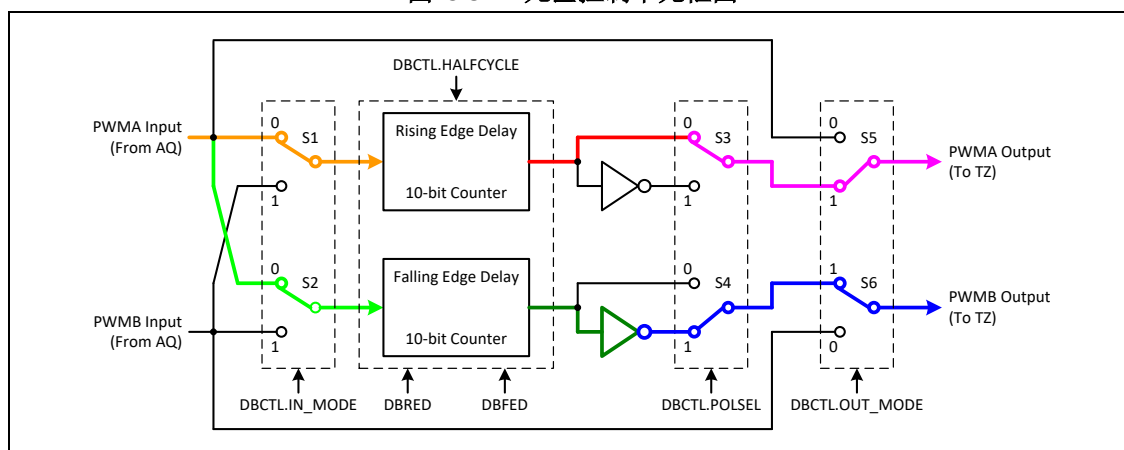 DBCTL.HALFCYCLE
PWMA Input
(From AQ)
0
S1
1
Rising Edge Delay
10-bit Counter
0
S3
1
0
S5
1
PWMA Output
(To TZ)
PWMB Input
(From AQ)
0
S2
1
Falling Edge Delay
10-bit Counter
0
S4
1
1
S6
0
PWMB Output
(To TZ)
DBCTL.IN_MODE
DBRED
DBFED
DBCTL.POLSEL
DBCTL.OUT_MODE